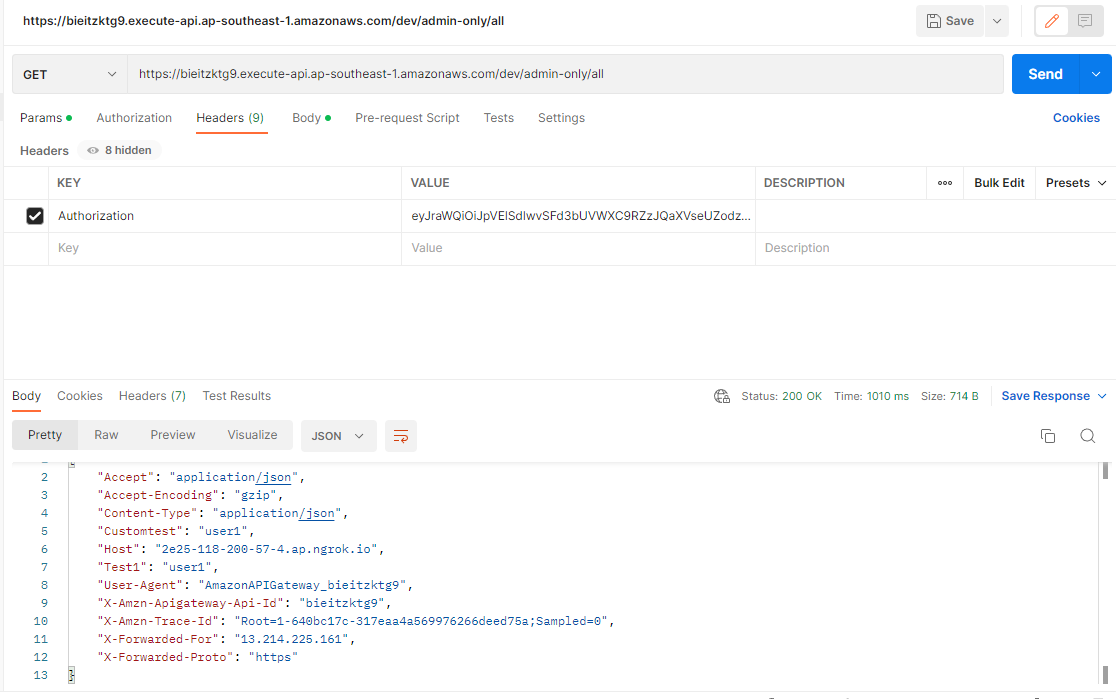 https://bieitzktg9.execute-api.ap-southeast-1.amazonaws.com/dev/admin-only/all
Save
GET
https://bieitzktg9.execute-api.ap-southeast-1.amazonaws.com/dev/admin-only/all
Send
Params Authorization Headers (9) Body Pre-request Script Tests Settings Cookies
Headers 8 hidden
KEY VALUE DESCRIPTION ooo Bulk Edit Presets
Authorization eyJraWQiOiJpVElSdlwvSFd3bUVWXC9RZzJQaXVseUZodz...
Key Value Description
Body Cookies Headers (7) Test Results Status: 200 OK Time: 1010 ms Size: 714 B Save Response
Pretty Raw Preview Visualize JSON
2 "Accept": "application/json",
3 "Accept-Encoding": "gzip",
4 "Content-Type": "application/json",
5 "Customtest": "user1",
6 "Host": "2e25-118-200-57-4.ap.ngrok.io",
7 "Test1": "user1",
8 "User-Agent": "AmazonAPIGateway_bieitzktg9",
9 "X-Amzn-Apigateway-Api-Id": "bieitzktg9",
10 "X-Amzn-Trace-Id": "Root=1-640bc17c-317eaa4a569976266deed75a;Sampled=0",
11 "X-Forwarded-For": "13.214.225.161",
12 "X-Forwarded-Proto": "https"
13 }